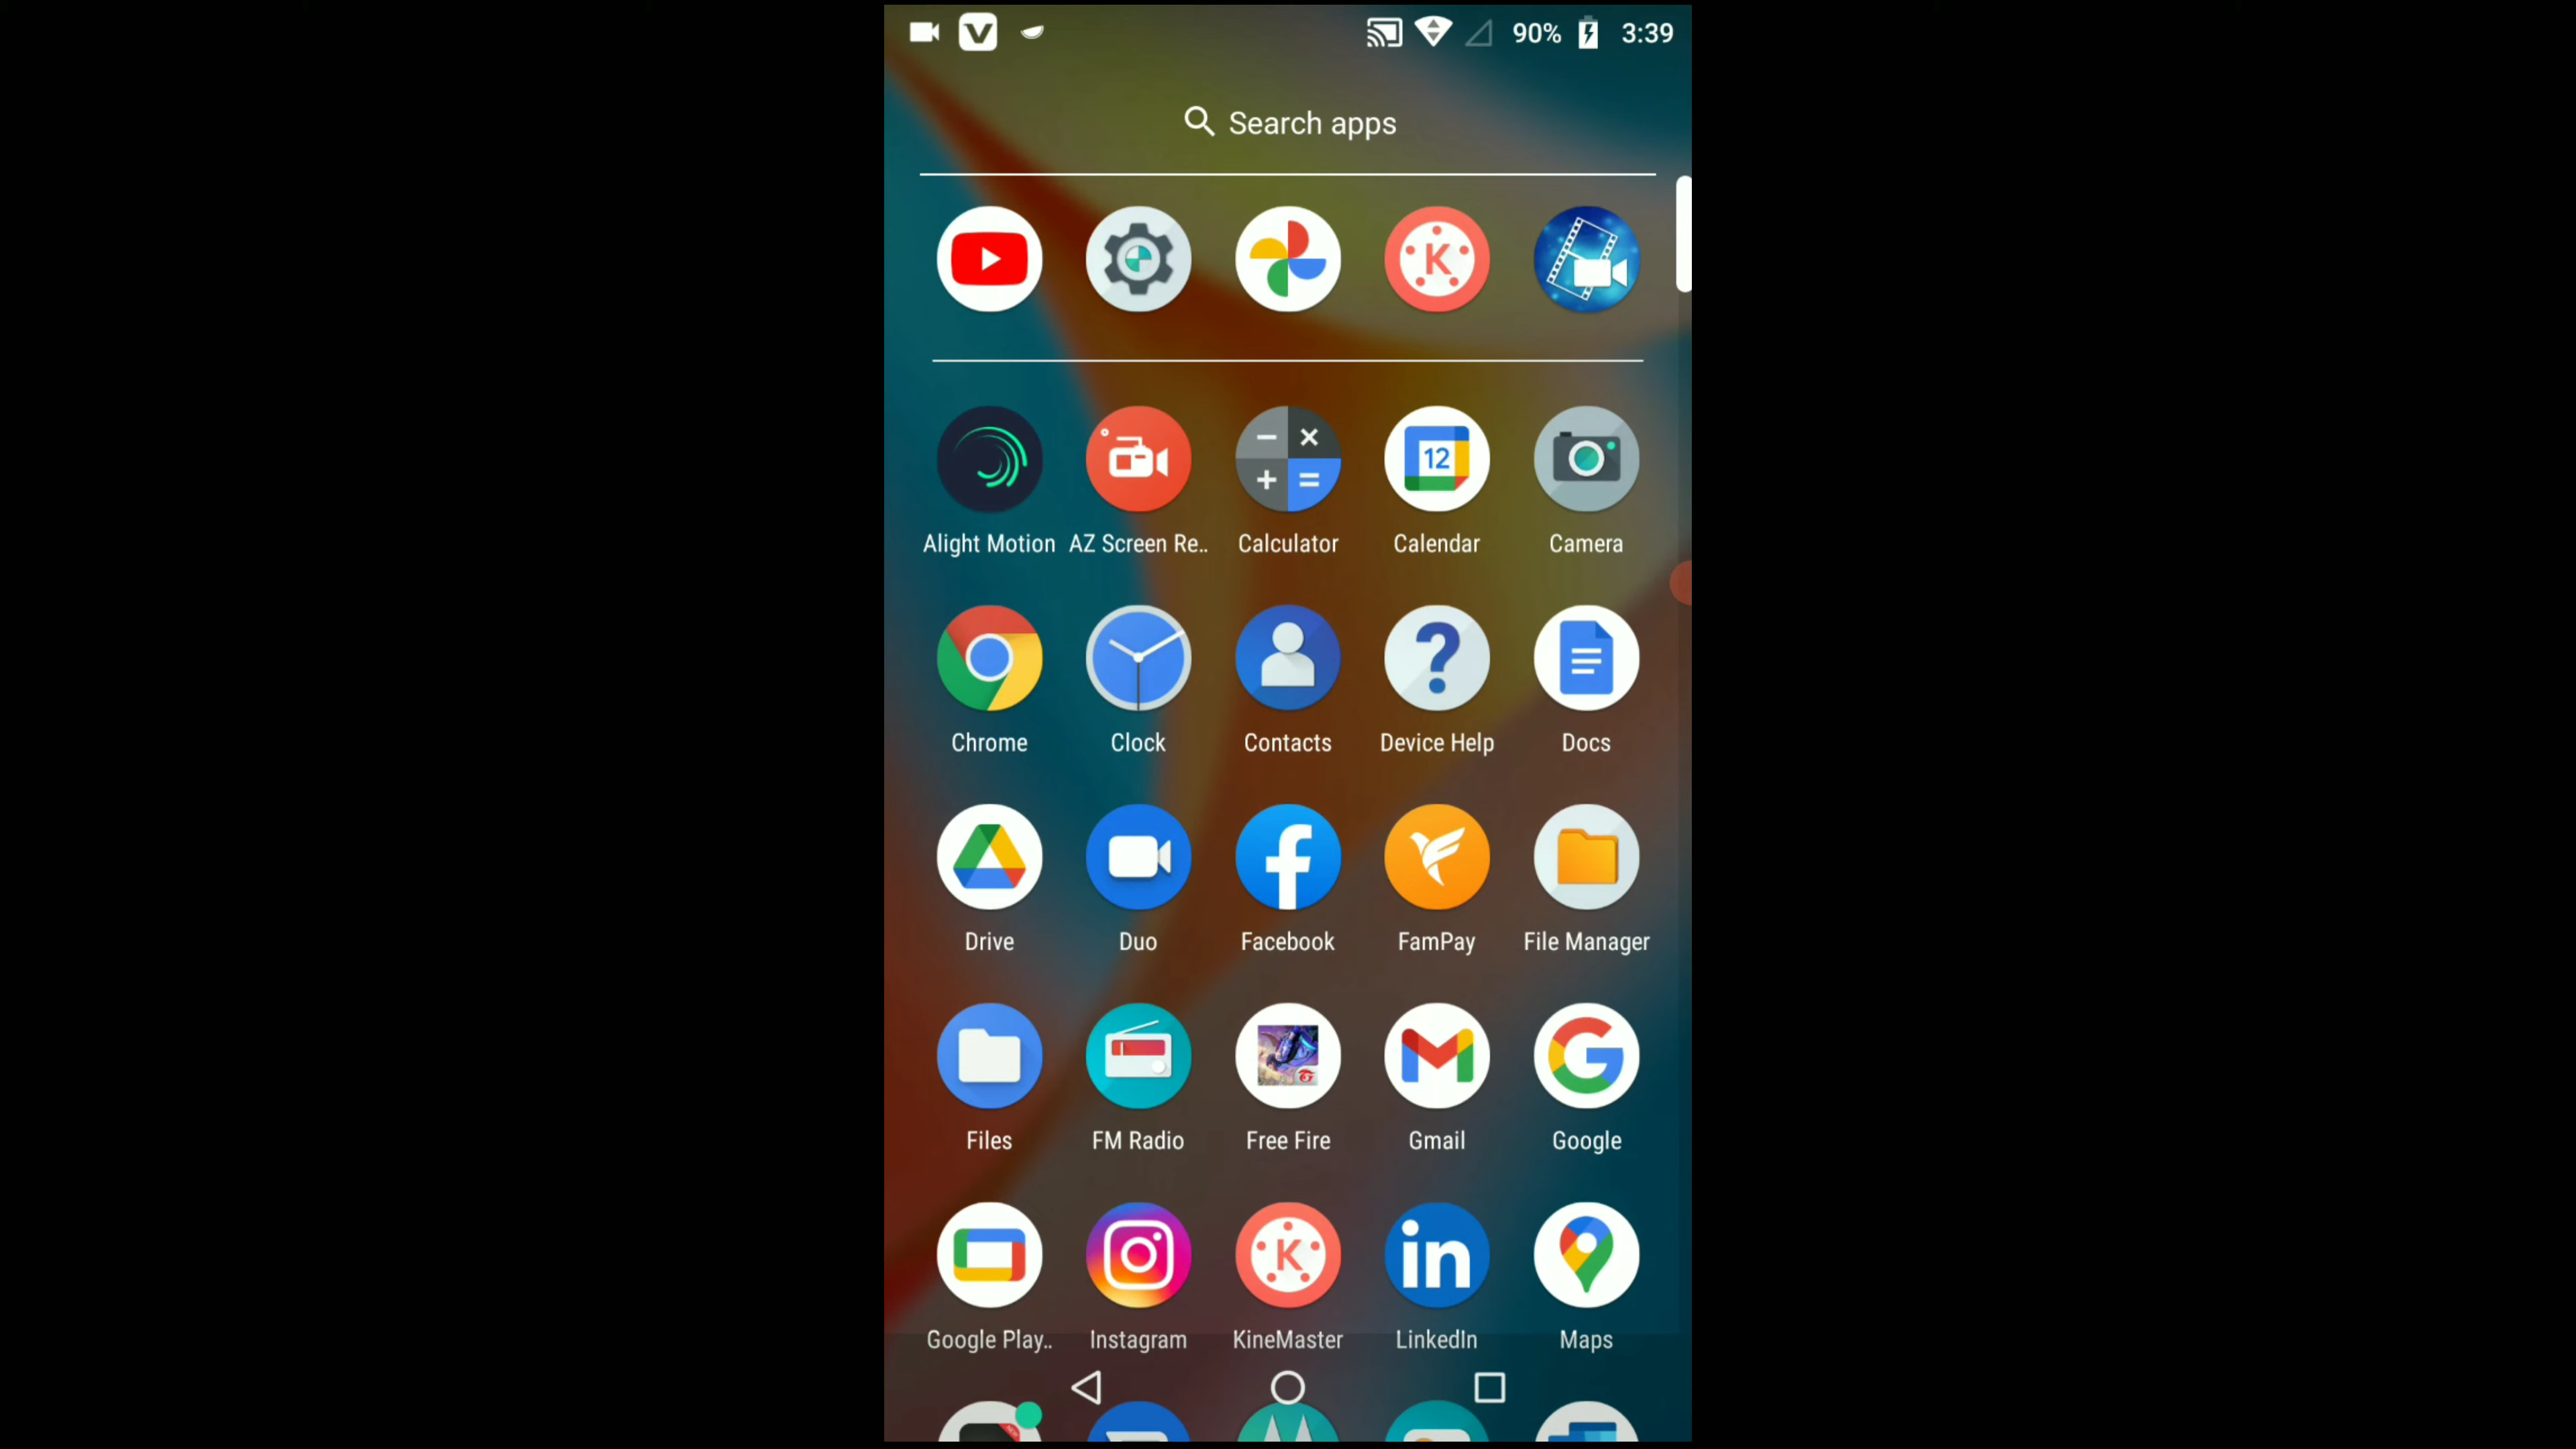 90% 3:39
Search apps
Alight Motion AZ Screen Re.. Calculator Calendar Camera
Chrome Clock Contacts Device Help Docs
Drive Duo Facebook FamPay File Manager
Files FM Radio Free Fire Gmail Google
Google Play.. Instagram KineMaster LinkedIn Maps